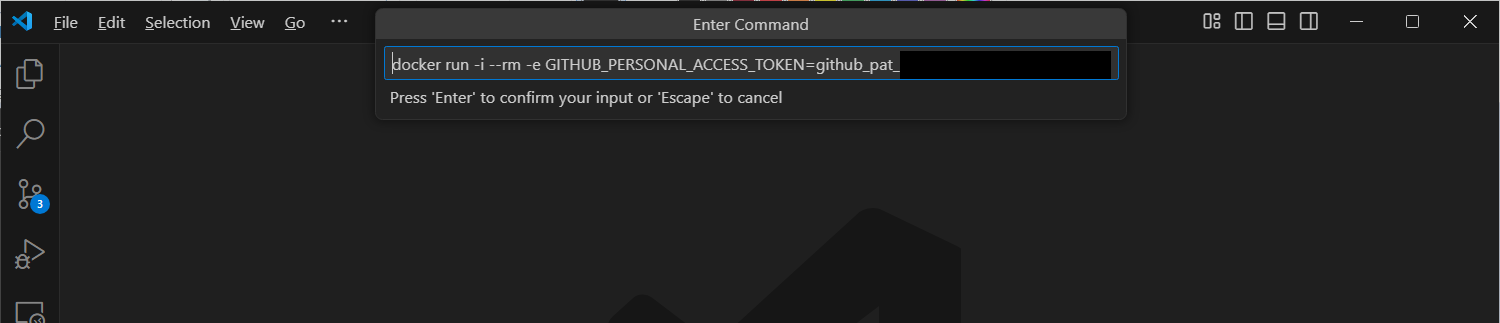 File Edit Selection View Go ···
Enter Command
docker run -i --rm -e GITHUB_PERSONAL_ACCESS_TOKEN=github_pat_
Press 'Enter' to confirm your input or 'Escape' to cancel
3